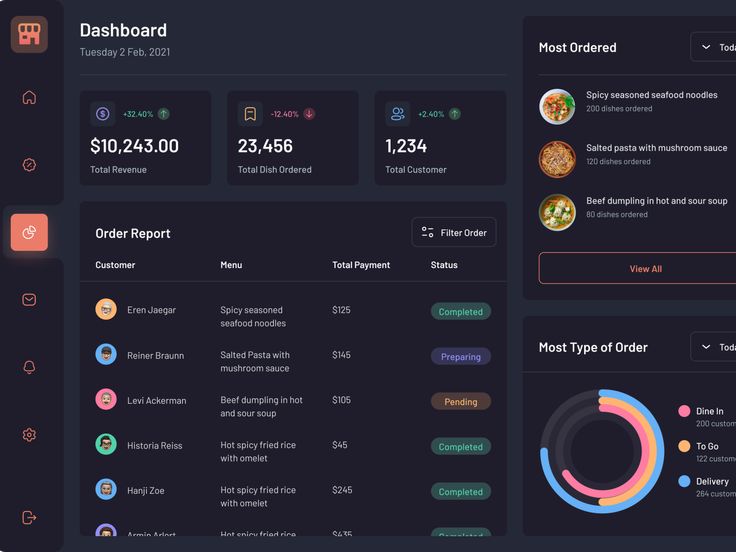 Dashboard
Tuesday 2 Feb, 2021
+32.40%
$10,243.00
Total Revenue
-12.40%
23,456
Total Dish Ordered
+2.40%
1,234
Total Customer
Order Report
Filter Order
Customer Menu Total Payment Status
Eren Jaegar Spicy seasoned $125 Completed
seafood noodles
Reiner Braunn Salted Pasta with $145 Preparing
mushroom sauce
Levi Ackerman Beef dumpling in hot $105 Pending
and sour soup
Historia Reiss Hot spicy fried rice $45 Completed
with omelet
Hanji Zoe Hot spicy fried rice $245 Completed
with omelet
Armin Arlert Hot spicy fried rice $435 Completed
Most Ordered
Toda
Spicy seasoned seafood noodles
200 dishes ordered
Salted pasta with mushroom sauce
120 dishes ordered
Beef dumpling in hot and sour soup
80 dishes ordered
View All
Most Type of Order
Toda
Dine In
200 custom
To Go
122 custom
Delivery
264 custom